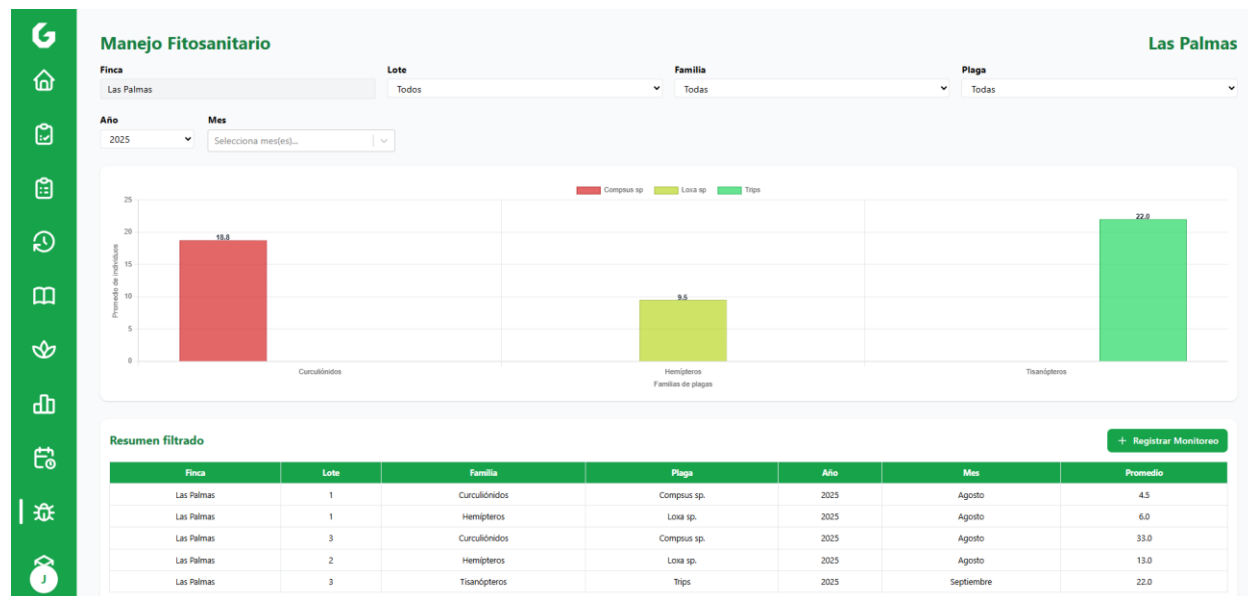 G
Manejo Fitosanitario Las Palmas
Finca Lote Familia Plaga
Las Palmas Todos Todas Todas
Año Mes
2025 Selecciona mes(es)...
Compsus sp Loxa sp Trips
25
20
15
10
5
0
Promedio de individuos
18.8
9.5
22.0
Curculiónidos Hemípteros Tisanópteros
Familias de plagas
Resumen filtrado + Registrar Monitoreo
Finca Lote Familia Plaga Año Mes Promedio
Las Palmas 1 Curculiónidos Compsus sp. 2025 Agosto 4.5
Las Palmas 1 Hemípteros Loxa sp. 2025 Agosto 6.0
Las Palmas 3 Curculiónidos Compsus sp. 2025 Agosto 33.0
Las Palmas 2 Hemípteros Loxa sp. 2025 Agosto 13.0
Las Palmas 3 Tisanópteros Trips 2025 Septiembre 22.0
J